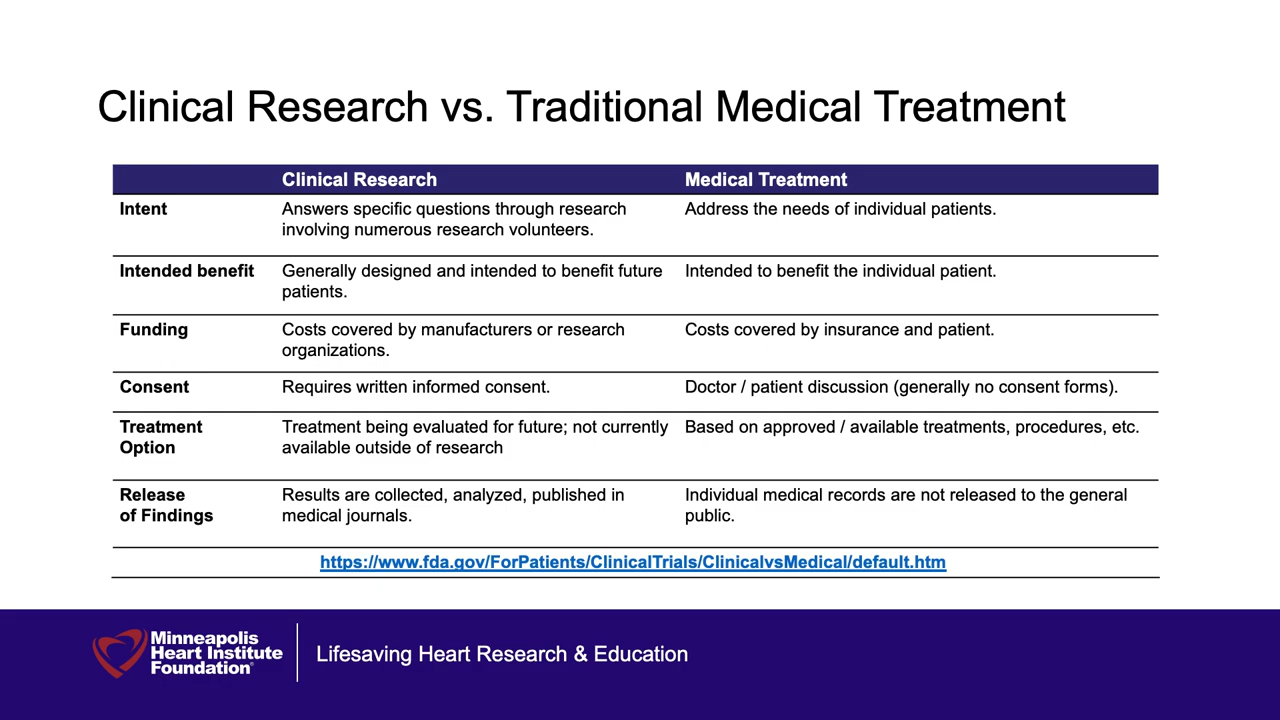 Clinical Research vs. Traditional Medical Treatment
Clinical Research Medical Treatment
Intent Answers specific questions through research Address the needs of individual patients.
involving numerous research volunteers.
Intended benefit Generally designed and intended to benefit future Intended to benefit the individual patient.
patients.
Funding Costs covered by manufacturers or research Costs covered by insurance and patient.
organizations.
Consent Requires written informed consent. Doctor / patient discussion (generally no consent forms).
Treatment Treatment being evaluated for future; not currently Based on approved / available treatments, procedures, etc.
Option available outside of research
Release Results are collected, analyzed, published in Individual medical records are not released to the general
of Findings medical journals. public.
https://www.fda.gov/ForPatients/ClinicalTrials/ClinicalvsMedical/default.htm
Minneapolis
Heart Institute
Foundation®
Lifesaving Heart Research & Education